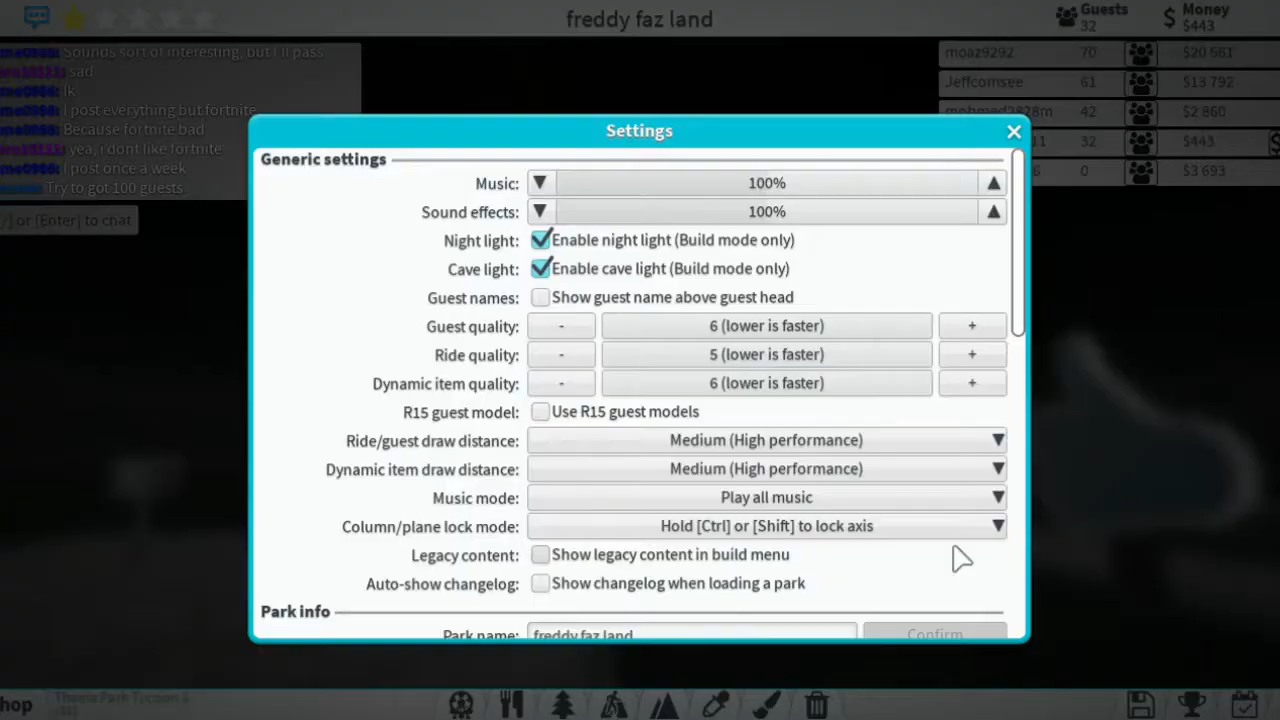 freddy faz land
Guests
32
Money
$443
Sounds sort of interesting, but I'll pass
sad
Ik
I post everything but fortnite
Because fortnite bad
yea, i dont like fortnite
I post once a week
Try to got 100 guests
or [Enter] to chat
moaz9292 70 $20 561
Jeffcomsee 61 $13 792
mohmed2828m 42 $2 860
11 32 $443
6 0 $3 693
Settings
Generic settings
Music: 100%
Sound effects: 100%
Night light: Enable night light (Build mode only)
Cave light: Enable cave light (Build mode only)
Guest names: Show guest name above guest head
Guest quality: - 6 (lower is faster) +
Ride quality: - 5 (lower is faster) +
Dynamic item quality: - 6 (lower is faster) +
R15 guest model: Use R15 guest models
Ride/guest draw distance: Medium (High performance)
Dynamic item draw distance: Medium (High performance)
Music mode: Play all music
Column/plane lock mode: Hold [Ctrl] or [Shift] to lock axis
Legacy content: Show legacy content in build menu
Auto-show changelog: Show changelog when loading a park
Park info
Park name: freddy faz land Confirm
hop
Theme Park Tycoon 2